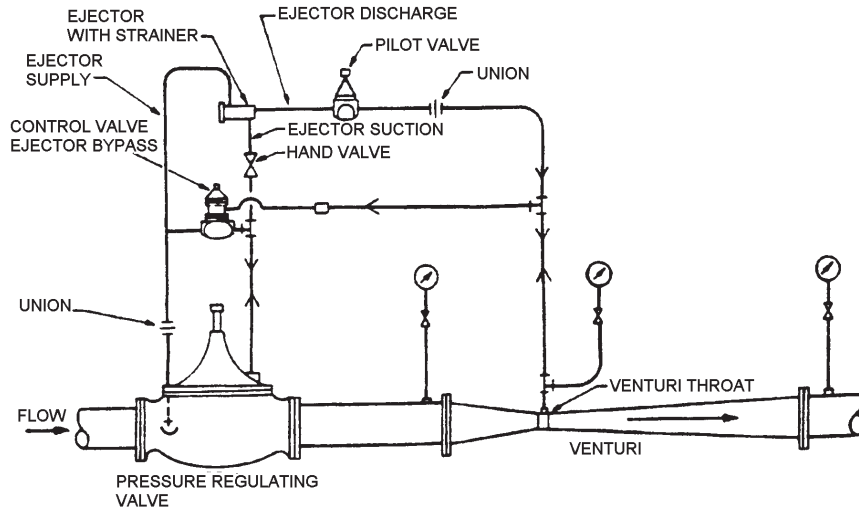 EJECTOR
WITH STRAINER
EJECTOR DISCHARGE
PILOT VALVE
UNION
EJECTOR
SUPPLY
EJECTOR SUCTION
HAND VALVE
CONTROL VALVE
EJECTOR BYPASS
UNION
FLOW
VENTURI THROAT
VENTURI
PRESSURE REGULATING
VALVE